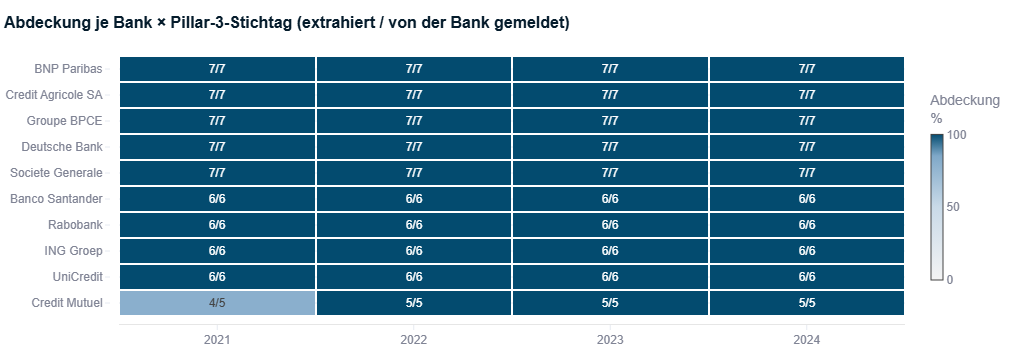 Abdeckung je Bank × Pillar-3-Stichtag (extrahiert / von der Bank gemeldet)
BNP Paribas 7/7 7/7 7/7 7/7
Credit Agricole SA 7/7 7/7 7/7 7/7
Groupe BPCE 7/7 7/7 7/7 7/7
Deutsche Bank 7/7 7/7 7/7 7/7
Societe Generale 7/7 7/7 7/7 7/7
Banco Santander 6/6 6/6 6/6 6/6
Rabobank 6/6 6/6 6/6 6/6
ING Groep 6/6 6/6 6/6 6/6
UniCredit 6/6 6/6 6/6 6/6
Credit Mutuel 4/5 5/5 5/5 5/5
2021 2022 2023 2024
Abdeckung
%
100
50
0